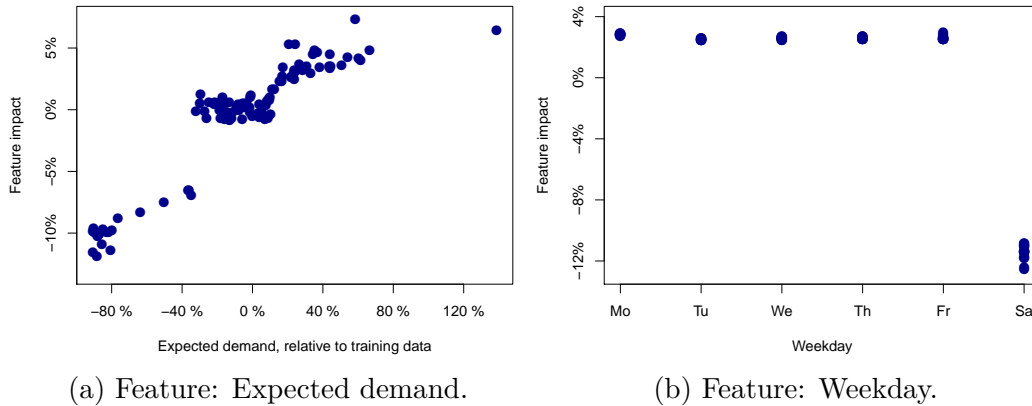 5%
0%
−5%
−10%
Feature impact
−80 %
−40 %
0 %
40 %
80 %
120 %
Expected demand, relative to training data
(a) Feature: Expected demand.
4%
0%
−4%
−8%
−12%
Feature impact
Mo
Tu
We
Th
Fr
Sa
Weekday
(b) Feature: Weekday.